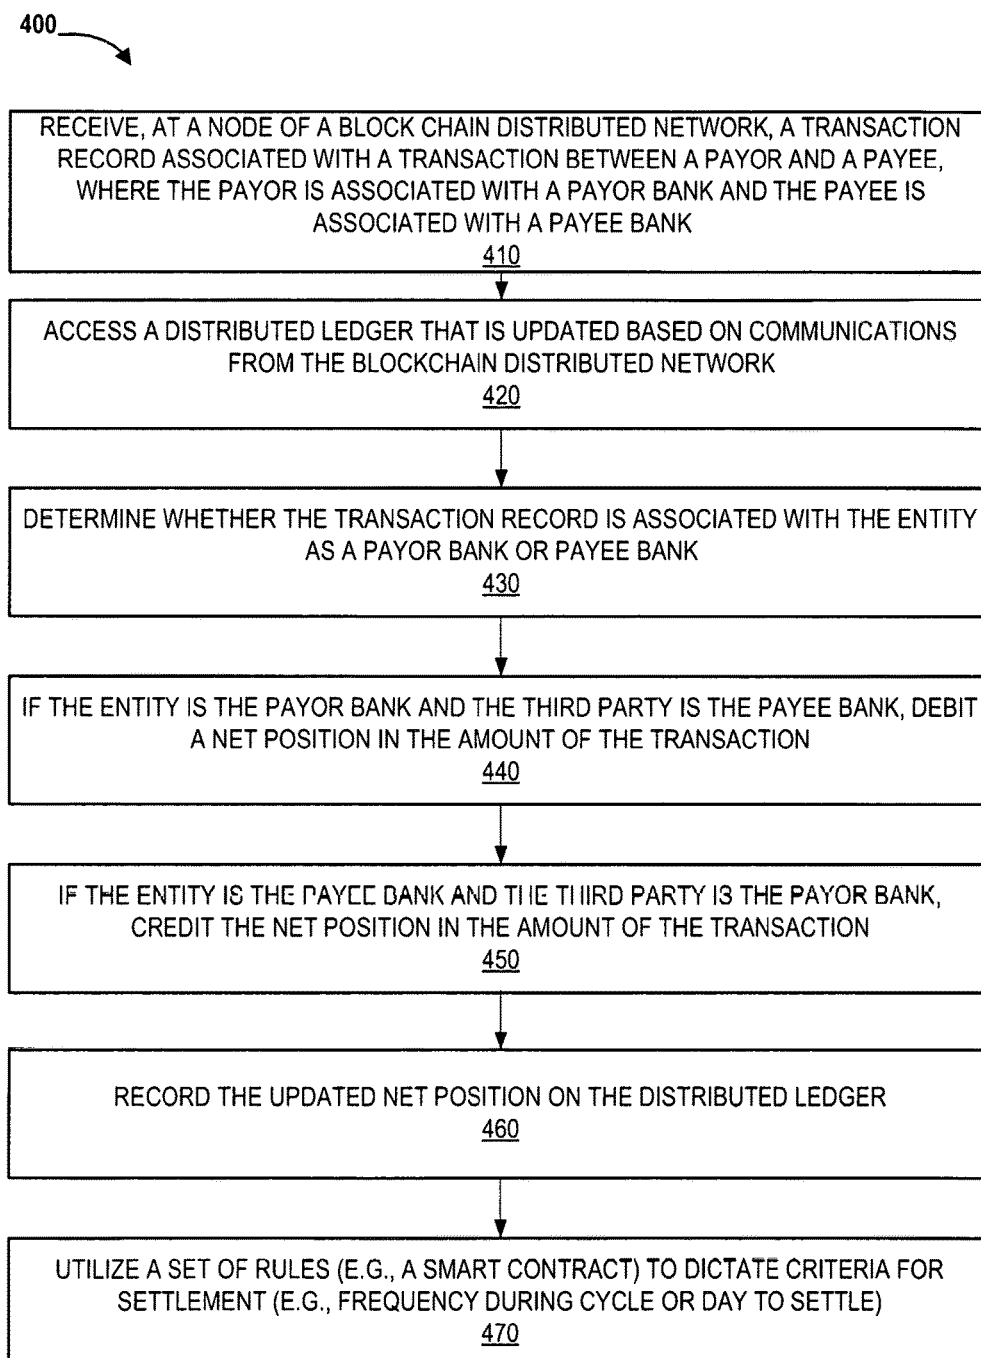 400
RECEIVE, AT A NODE OF A BLOCK CHAIN DISTRIBUTED NETWORK, A TRANSACTION
RECORD ASSOCIATED WITH A TRANSACTION BETWEEN A PAYOR AND A PAYEE,
WHERE THE PAYOR IS ASSOCIATED WITH A PAYOR BANK AND THE PAYEE IS
ASSOCIATED WITH A PAYEE BANK
410
ACCESS A DISTRIBUTED LEDGER THAT IS UPDATED BASED ON COMMUNICATIONS
FROM THE BLOCKCHAIN DISTRIBUTED NETWORK
420
DETERMINE WHETHER THE TRANSACTION RECORD IS ASSOCIATED WITH THE ENTITY
AS A PAYOR BANK OR PAYEE BANK
430
IF THE ENTITY IS THE PAYOR BANK AND THE THIRD PARTY IS THE PAYEE BANK, DEBIT
A NET POSITION IN THE AMOUNT OF THE TRANSACTION
440
IF THE ENTITY IS THE PAYEE BANK AND THE THIRD PARTY IS THE PAYOR BANK,
CREDIT THE NET POSITION IN THE AMOUNT OF THE TRANSACTION
450
RECORD THE UPDATED NET POSITION ON THE DISTRIBUTED LEDGER
460
UTILIZE A SET OF RULES (E.G., A SMART CONTRACT) TO DICTATE CRITERIA FOR
SETTLEMENT (E.G., FREQUENCY DURING CYCLE OR DAY TO SETTLE)
470